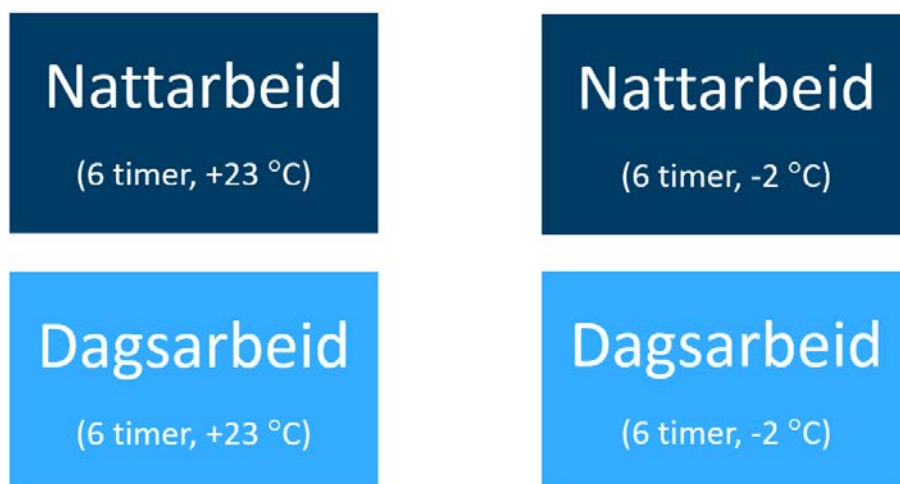 Nattarbeid
(6 timer, +23 °C)
Nattarbeid
(6 timer, -2 °C)
Dagsarbeid
(6 timer, +23 °C)
Dagsarbeid
(6 timer, -2 °C)